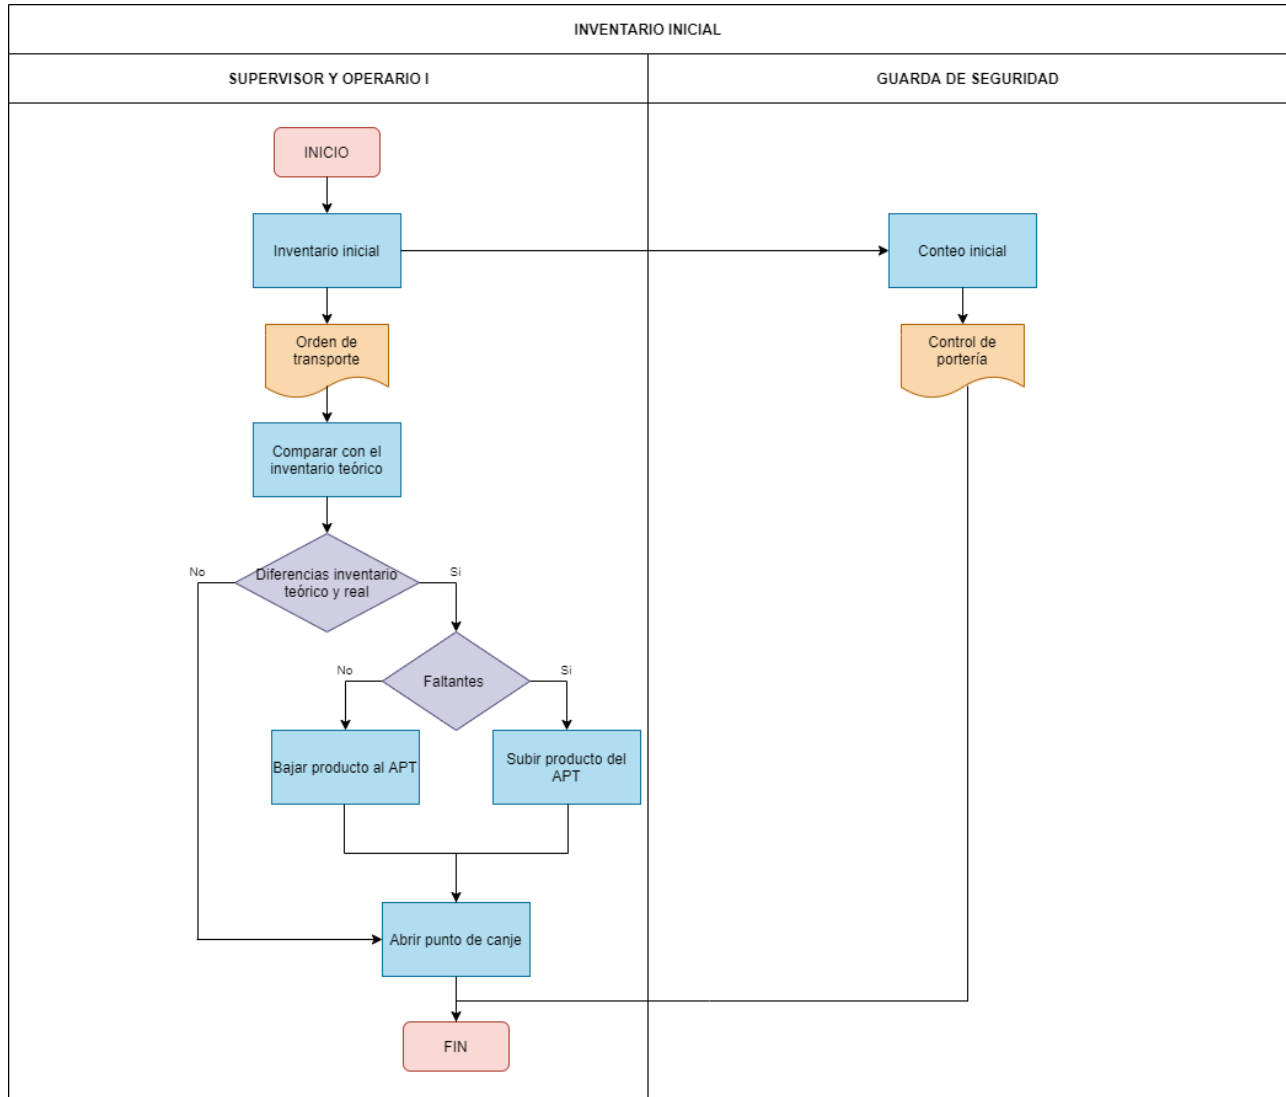 INVENTARIO INICIAL
SUPERVISOR Y OPERARIO I
GUARDA DE SEGURIDAD
INICIO
Inventario inicial
Conteo inicial
Orden de
transporte
Control de
portería
Comparar con el
inventario teórico
Diferencias inventario
teórico y real
No
Si
Faltantes
No
Si
Bajar producto al APT
Subir producto del
APT
Abrir punto de canje
FIN